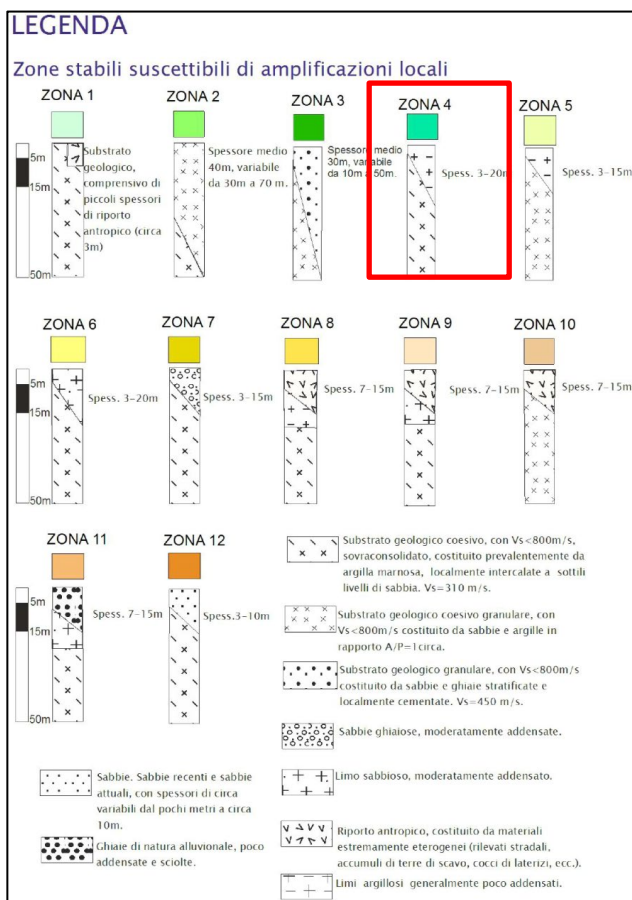 LEGENDA
Zone stabili suscettibili di amplificazioni locali
ZONA 1
5m
15m
50m
Substrato
geologico,
comprensivo di
piccoli spessori
di riporto
antropico (circa
3m)
ZONA 2
Spessore medio
40m, variabile
da 30m a 70 m.
ZONA 3
Spessore medio
30m, variabile
da 10m a 50m.
ZONA 4
Spess. 3-20m
ZONA 5
Spess. 3-15m
ZONA 6
5m
15m
50m
Spess. 3-20m
ZONA 7
Spess. 3-15m
ZONA 8
Spess. 7-15m
ZONA 9
Spess. 7-15m
ZONA 10
Spess. 7-15m
ZONA 11
5m
15m
50m
Spess. 7-15m
ZONA 12
Spess.3-10m
Substrato geologico coesivo, con Vs<800m/s,
sovraconsolidato, costituito prevalentemente da
argilla marnosa, localmente intercalate a sottili
livelli di sabbia. Vs=310 m/s.
Substrato geologico coesivo granulare, con
Vs<800m/s costituito da sabbie e argille in
rapporto A/P=1circa.
Substrato geologico granulare, con Vs<800m/s
costituito da sabbie e ghiaie stratificate e
localmente cementate. Vs=450 m/s.
Sabbie ghiaiose, moderatamente addensate.
Sabbie. Sabbie recenti e sabbie
attuali, con spessori di circa
variabili dal pochi metri a circa
10m.
Limo sabbioso, moderatamente addensato.
Ghiaie di natura alluvionale, poco
addensate e sciolte.
Riporto antropico, costituito da materiali
estremamente eterogenei (rilevati stradali,
accumuli di terre di scavo, cocci di laterizi, ecc.).
Limi argillosi generalmente poco addensati.